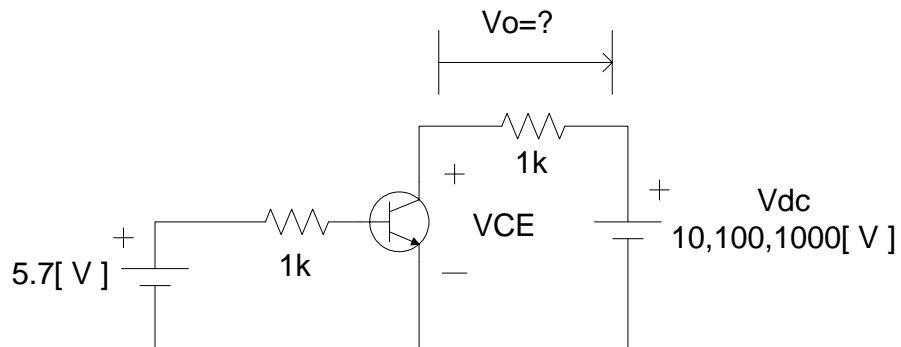 Vo=?
1k
+
+
Vdc
VCE
10,100,1000[ V ]
+
1k
5.7[ V ]
−